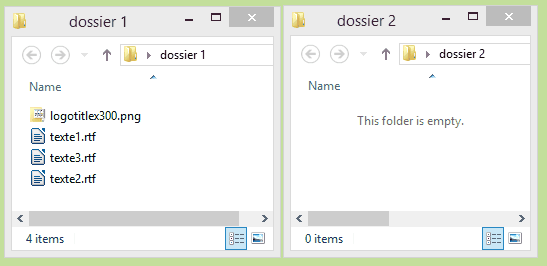 dossier 1
dossier 1
Name
logotitlex300.png
texte1.rtf
texte3.rtf
texte2.rtf
4 items
dossier 2
dossier 2
Name
This folder is empty.
0 items